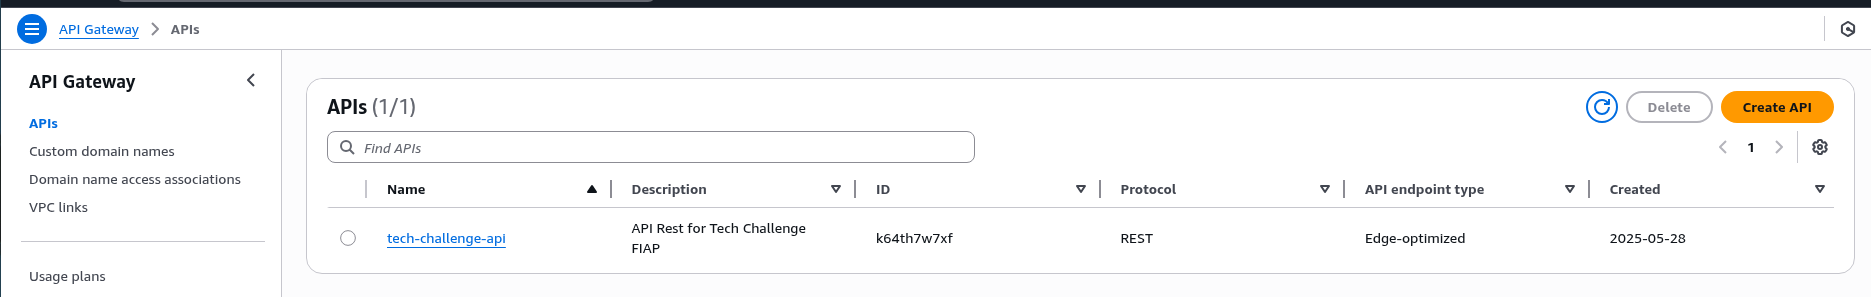 API Gateway > APIs
API Gateway
APIs
Custom domain names
Domain name access associations
VPC links
Usage plans
APIs (1/1)
Delete
Create API
Find APIs
1
Name Description ID Protocol API endpoint type Created
tech-challenge-api API Rest for Tech Challenge k64th7w7xf REST Edge-optimized 2025-05-28
FIAP